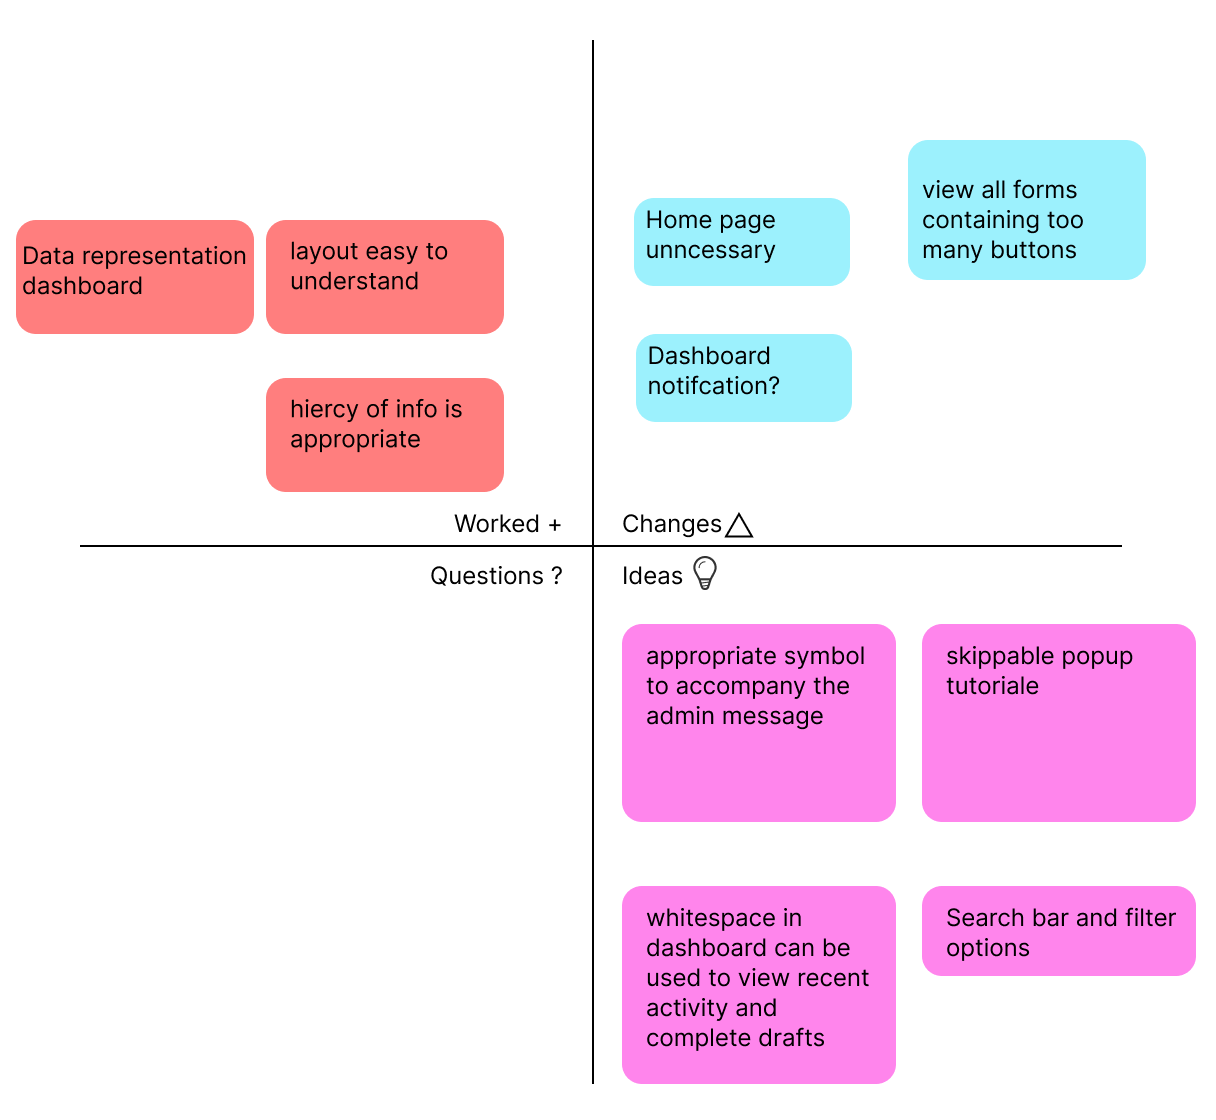 Data representation
dashboard
layout easy to
understand
hiercy of info is
appropriate
Worked +
Home page
unncessary
view all forms
containing too
many buttons
Dashboard
notifcation?
Changes
Questions ?
Ideas
appropriate symbol
to accompany the
admin message
skippable popup
tutoriale
whitespace in
dashboard can be
used to view recent
activity and
complete drafts
Search bar and filter
options